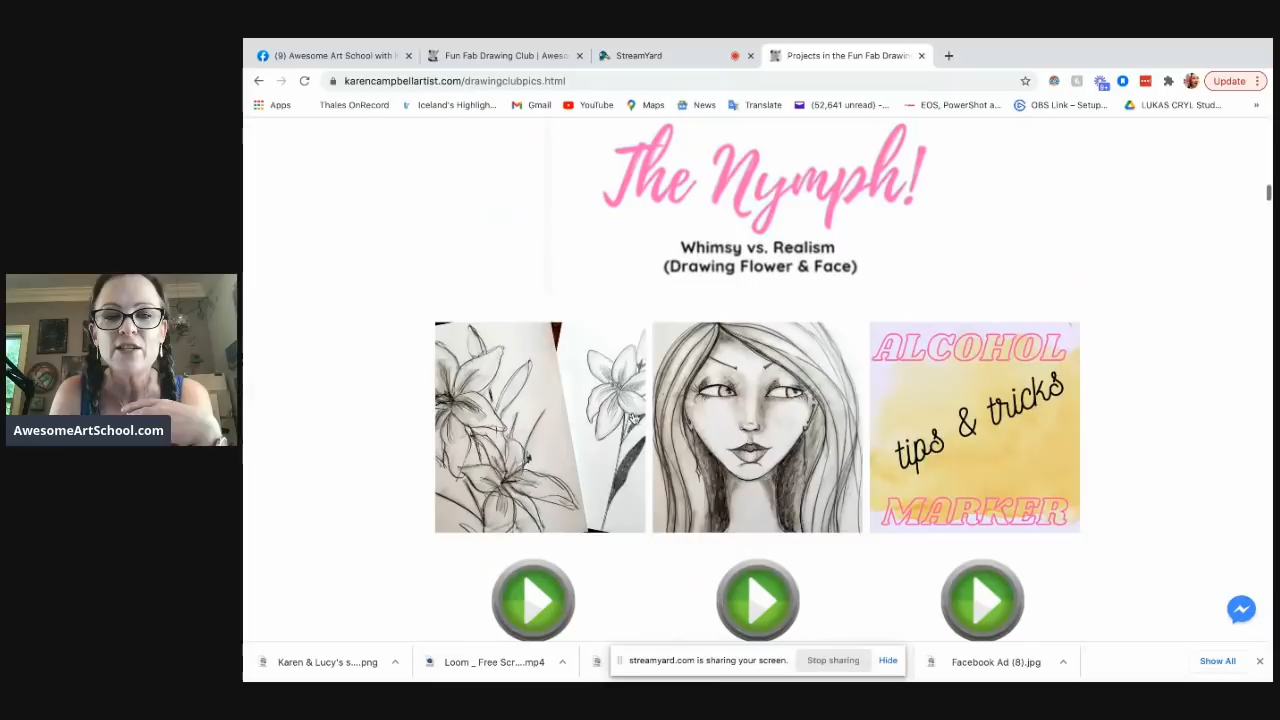 (9) Awesome Art School with
Fun Fab Drawing Club | Aweso
StreamYard
Projects in the Fun Fab Drawin
karencampbellartist.com/drawingclubpics.html
Update
Apps
Thales OnRecord
Iceland's Highligh...
Gmail
YouTube
Maps
News
Translate
(52,641 unread) -...
EOS, PowerShot a...
OBS Link – Setup...
LUKAS CRYL Stud...
»
The Nymph!
Whimsy vs. Realism
(Drawing Flower & Face)
ALCOHOL
tips & tricks
MARKER
AwesomeArtSchool.com
Karen & Lucy's s....png
Loom _ Free Scr....mp4
streamyard.com is sharing your screen.
Stop sharing
Hide
Facebook Ad (8).jpg
Show All